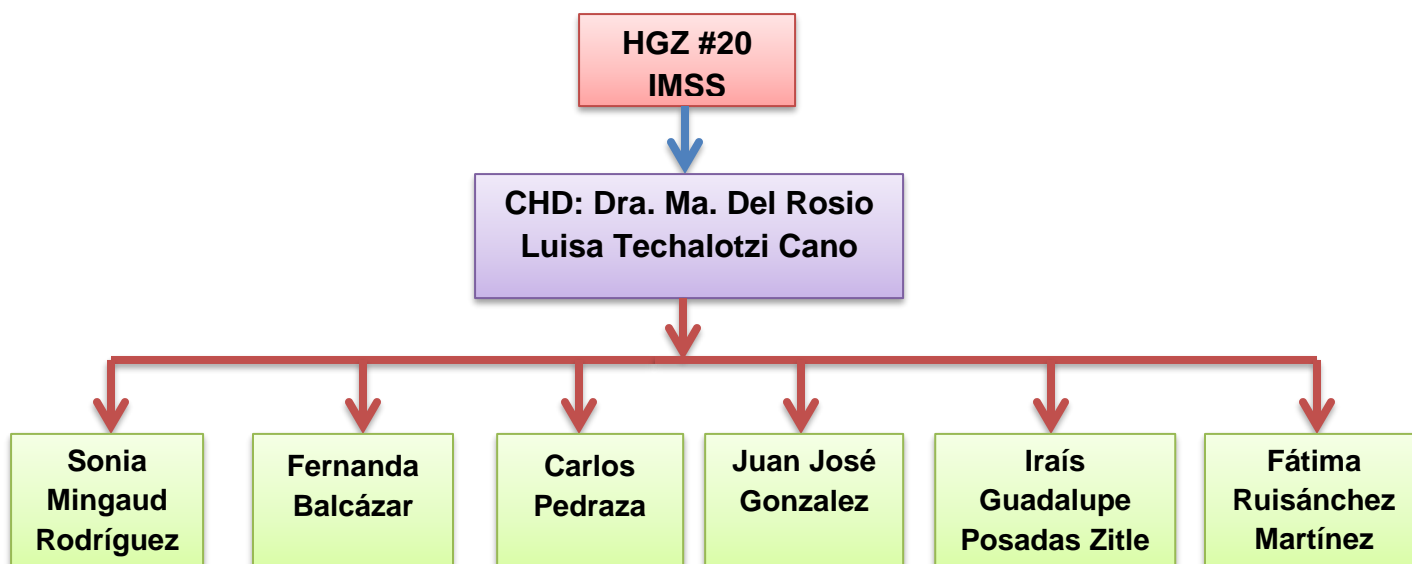 HGZ #20
IMSS
CHD: Dra. Ma. Del Rosio
Luisa Techalotzi Cano
Sonia
Mingaud
Rodríguez
Fernanda
Balcázar
Carlos
Pedraza
Juan José
Gonzalez
Iraís
Guadalupe
Posadas Zitle
Fátima
Ruisánchez
Martínez